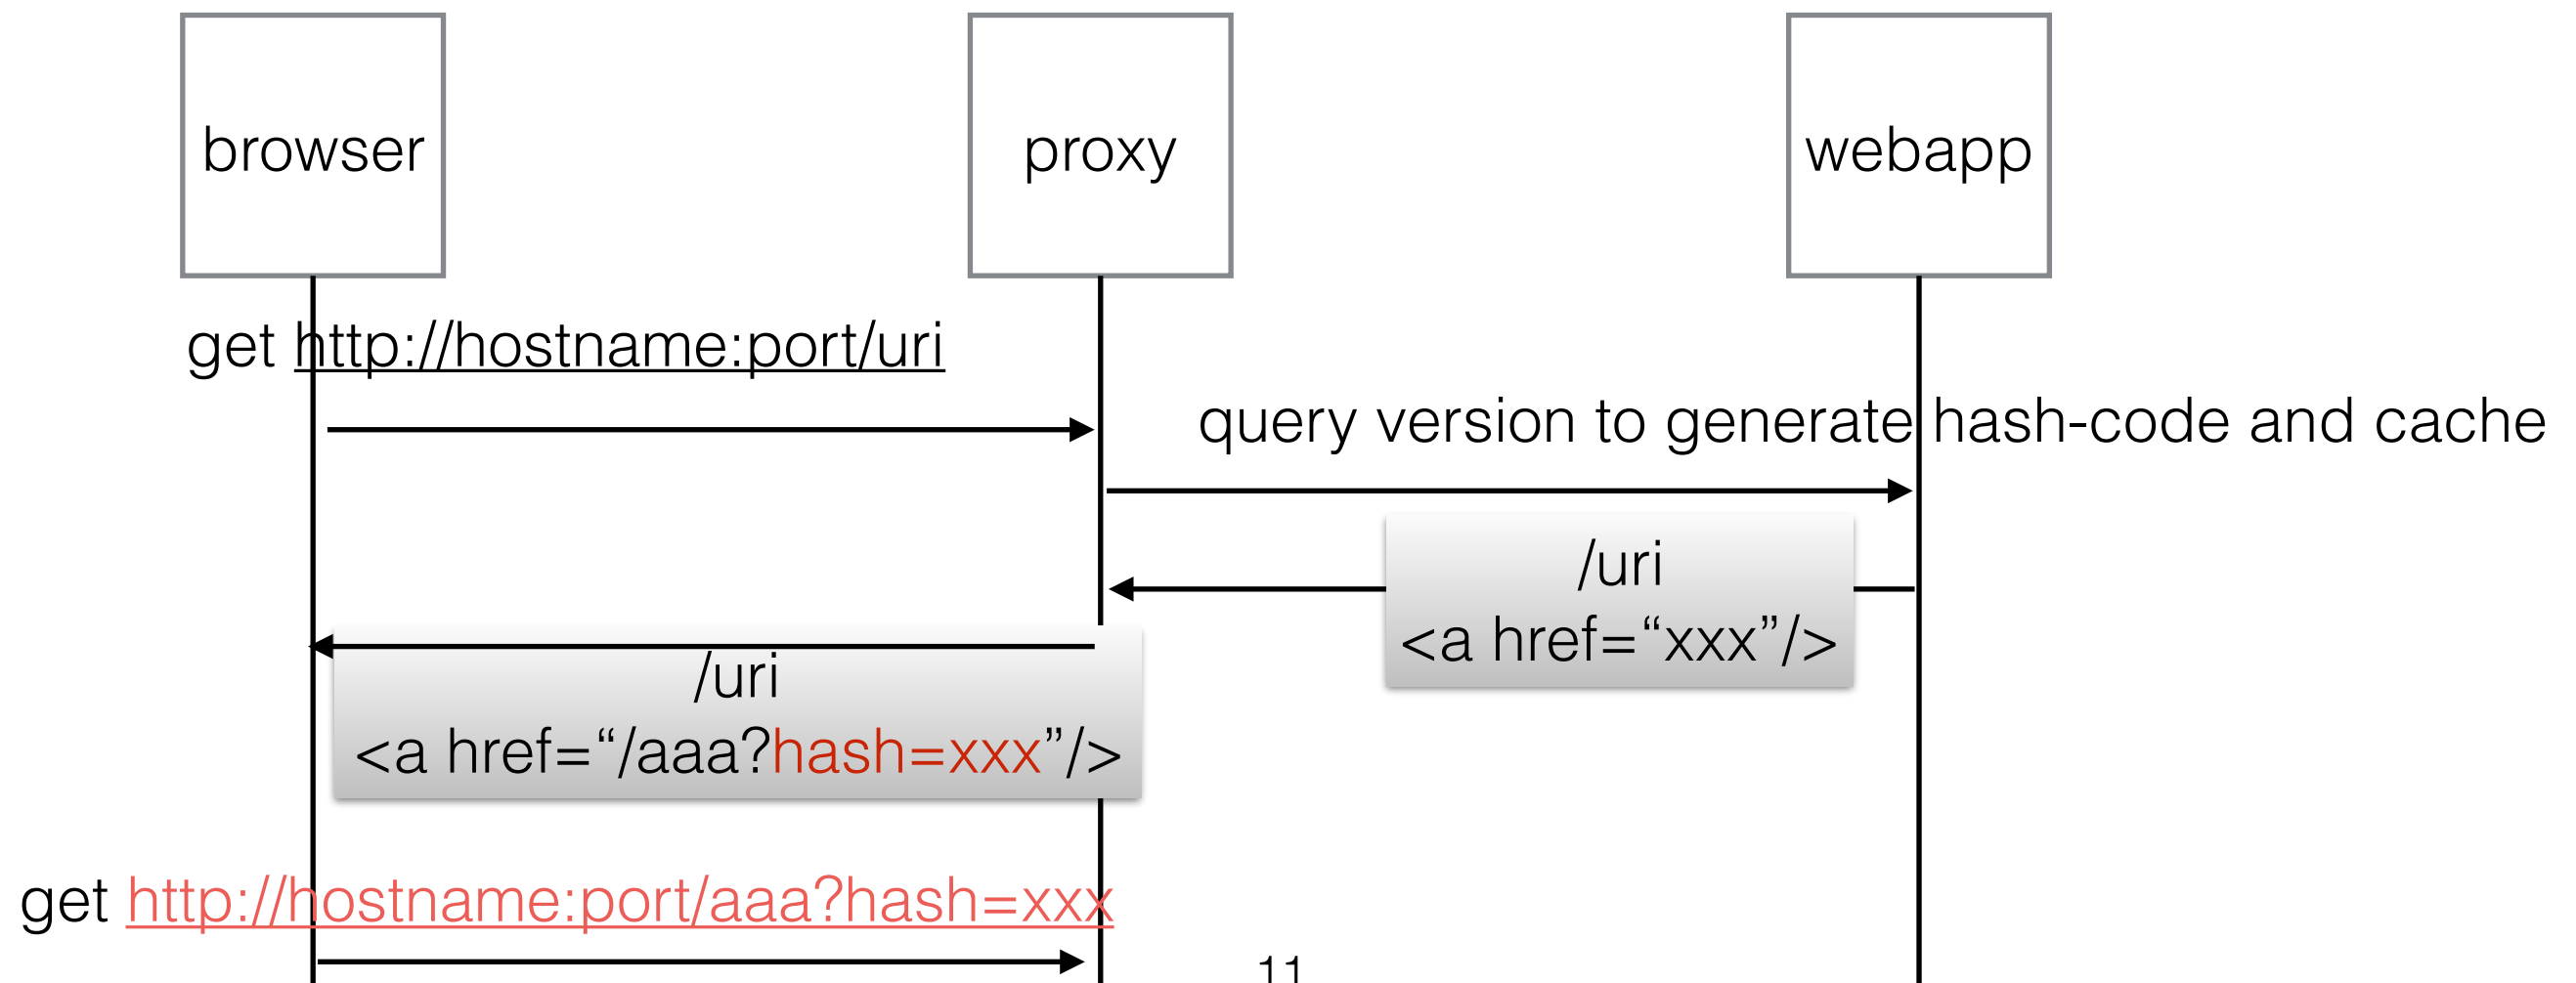 browser
proxy
webapp
get http://hostname:port/uri
query version to generate hash-code and cache
/uri
<a href=“xxx”/>
/uri
<a href=“/aaa?hash=xxx”/>
get http://hostname:port/aaa?hash=xxx
11